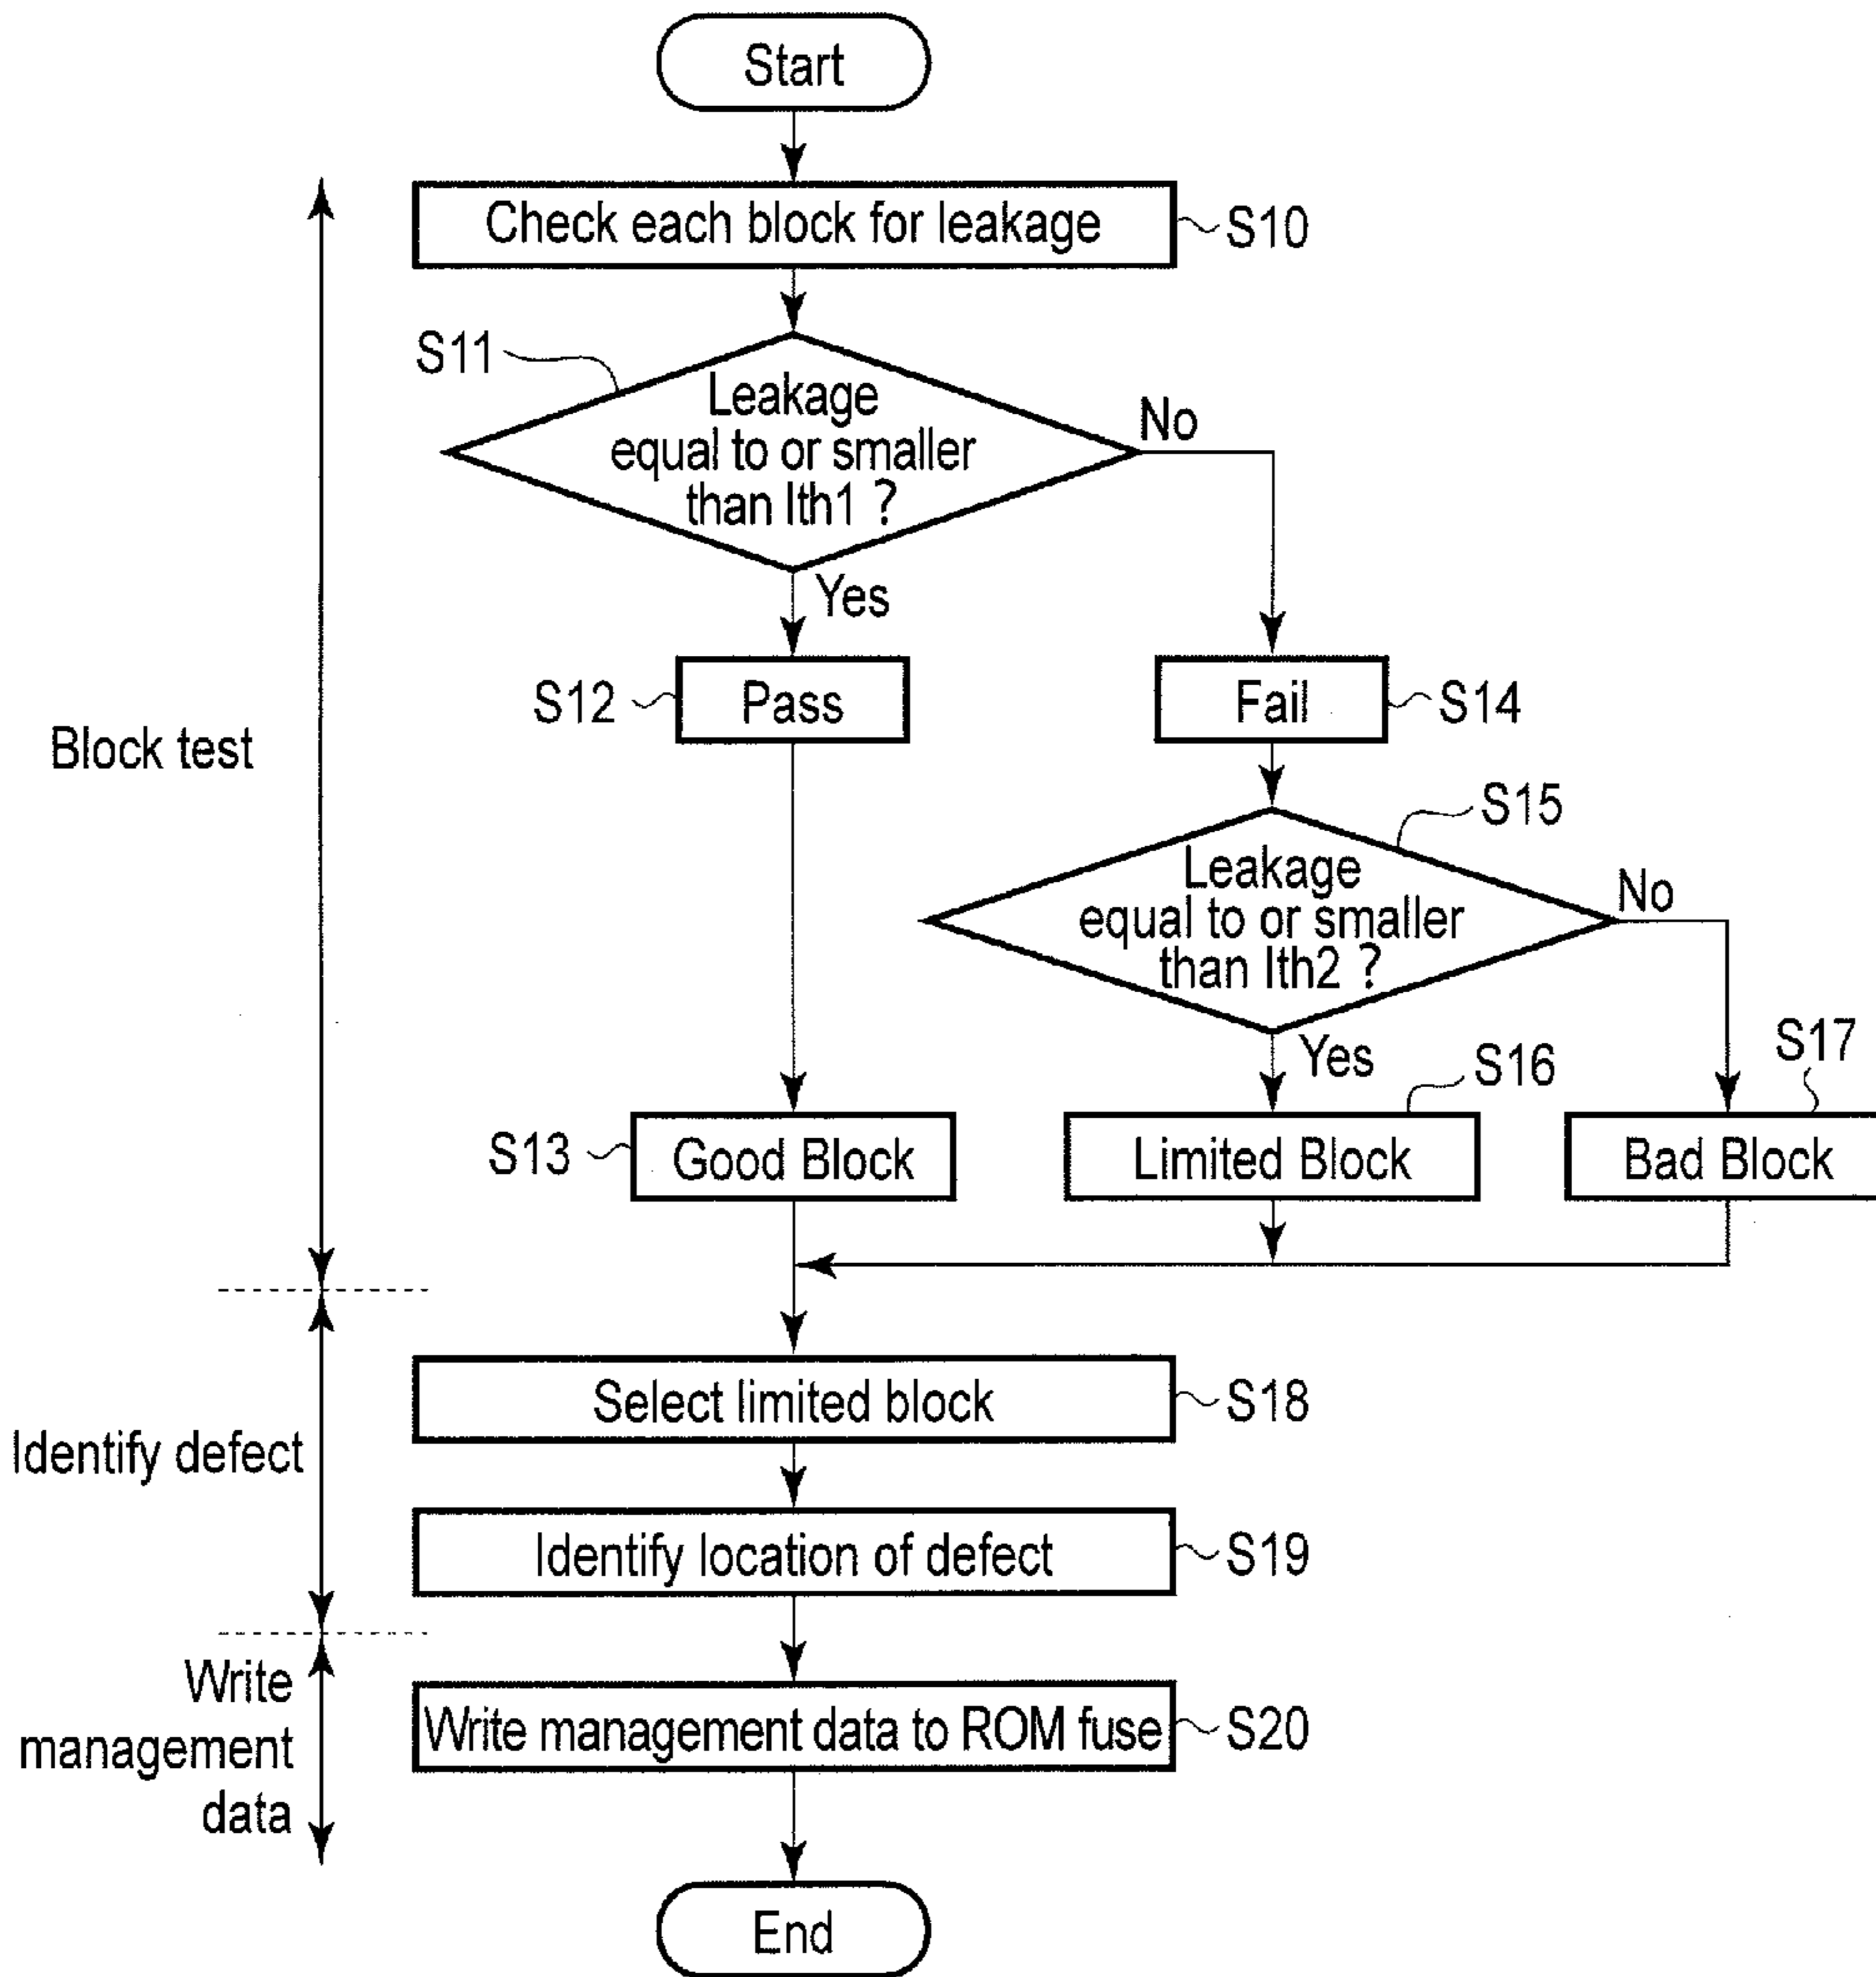 Start
Check each block for leakage
S10
S11
Leakage
equal to or smaller
than Ith1 ?
No
Yes
S12
Pass
Fail
S14
Block test
S15
Leakage
equal to or smaller
than Ith2 ?
No
Yes
S16
S17
S13
Good Block
Limited Block
Bad Block
Select limited block
S18
Identify defect
Identify location of defect
S19
Write
management
data
Write management data to ROM fuse
S20
End